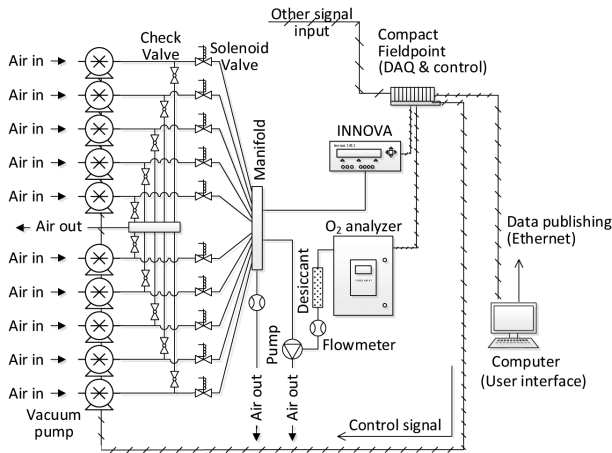 Other signal
input
Compact
Fieldpoint
(DAQ & control)
Check
Valve
Solenoid
Valve
Air in
Air in
Air in
Air in
Air in
Air out
Air in
Air in
Air in
Air in
Air in
Vacuum
pump
Manifold
INNOVA
O₂ analyzer
Desiccant
Flowmeter
Pump
Air out
Air out
Data publishing
(Ethernet)
Computer
(User interface)
Control signal